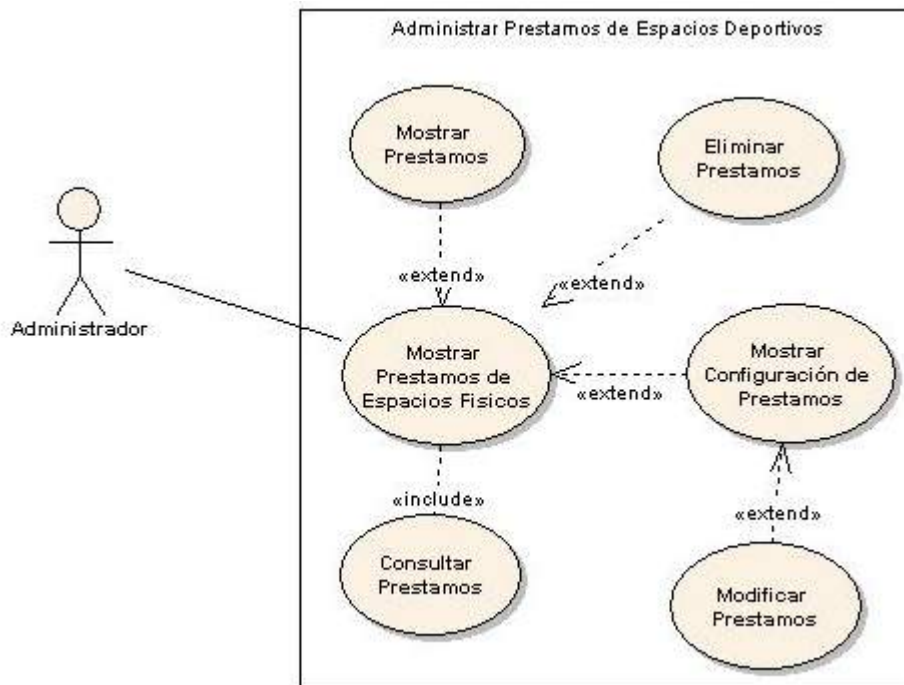 Administrar Prestamos de Espacios Deportivos
Mostrar
Prestamos
Eliminar
Prestamos
«extend»
«extend»
Administrador
Mostrar
Prestamos de
Espacios Fisicos
Mostrar
Configuración de
Prestamos
«extend»
«include»
«extend»
Consultar
Prestamos
Modificar
Prestamos